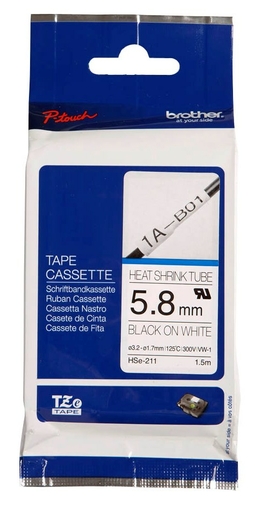 P-touch
brother
at your side
1A-B01
TAPE
CASSETTE
Schriftbandkassette
Ruban Cassette
Cassetta Nastro
Casete de Cinta
Cassete de Fita
HEAT SHRINK TUBE
5.8 mm
BLACK ON WHITE
ø3.2-ø1.7mm/125℃/300V/VW-1
HSe-211 1.5m
TZe
TAPE